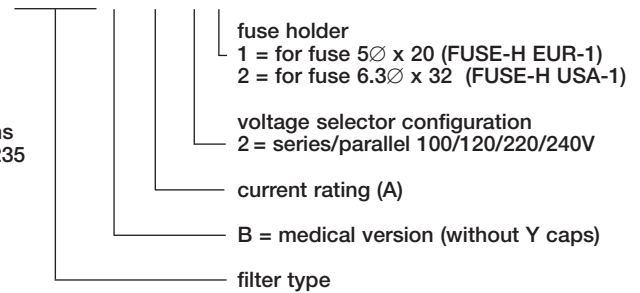 fuse holder
1 = for fuse 5∅ x 20 (FUSE-H EUR-1)
2 = for fuse 6.3∅ x 32 (FUSE-H USA-1)
voltage selector configuration
2 = series/parallel 100/120/220/240V
235
current rating (A)
B = medical version (without Y caps)
filter type